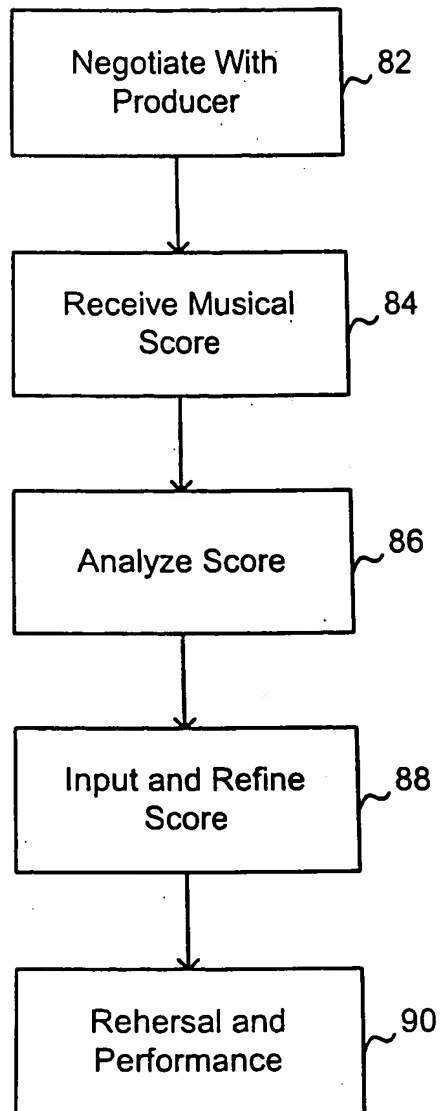 Negotiate With
Producer
82
Receive Musical
Score
84
Analyze Score
86
Input and Refine
Score
88
Rehersal and
Performance
90